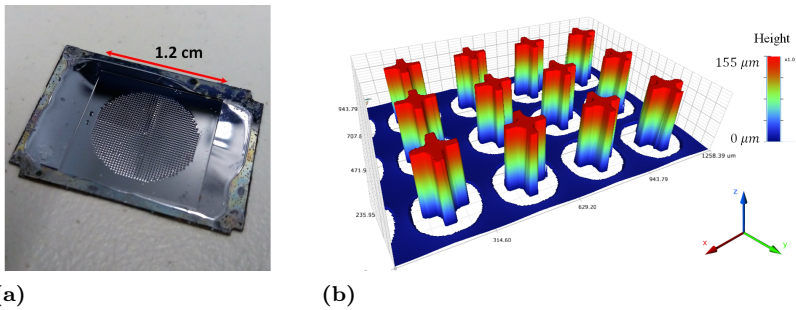 1.2 cm
Height
155 μm
x1.0
0 μm
943.79
707.8
471.9
235.95
314.60
629.20
943.79
1258.39 um
z
x
y
(a)
(b)